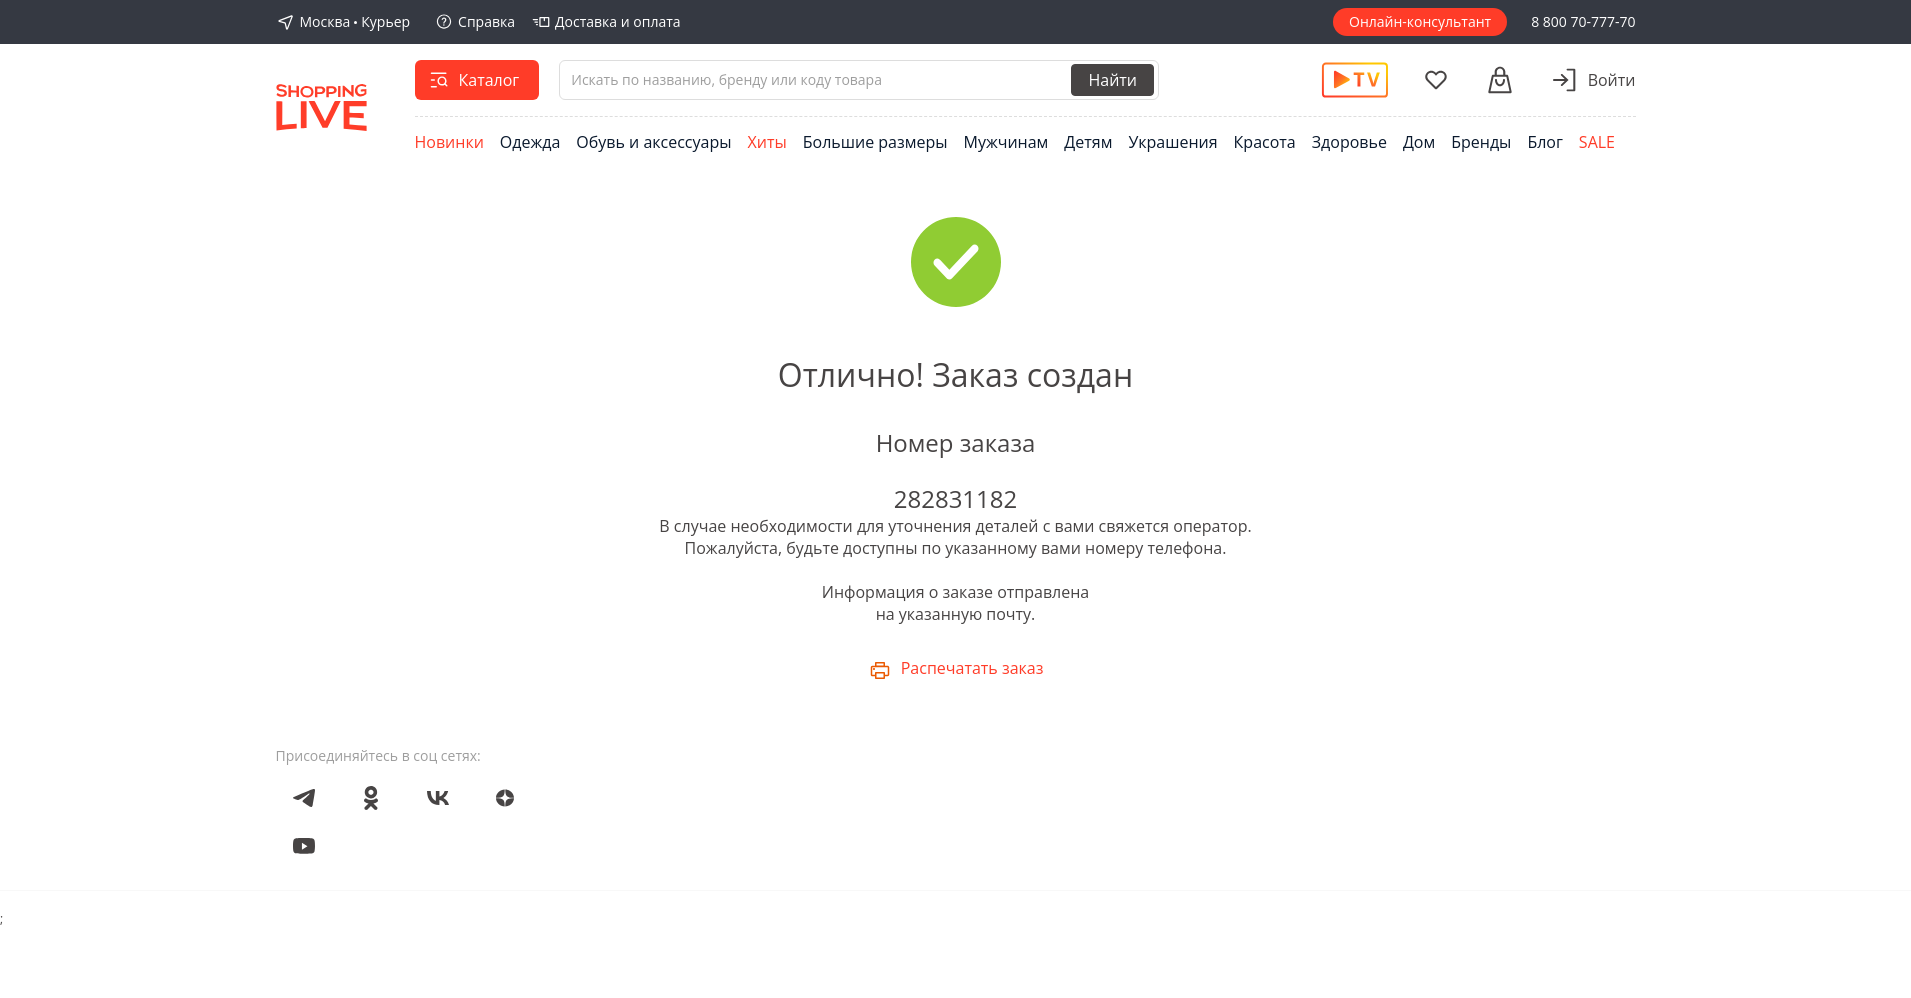 Москва • Курьер
Справка
Доставка и оплата
Онлайн-консультант
8 800 70-777-70
SHOPPING
LIVE
Каталог
Искать по названию, бренду или коду товара
Найти
TV
Войти
Новинки Одежда Обувь и аксессуары Хиты Большие размеры Мужчинам Детям Украшения Красота Здоровье Дом Бренды Блог SALE
Отлично! Заказ создан
Номер заказа
282831182
В случае необходимости для уточнения деталей с вами свяжется оператор.
Пожалуйста, будьте доступны по указанному вами номеру телефона.
Информация о заказе отправлена
на указанную почту.
Распечатать заказ
Присоединяйтесь в соц сетях:
;